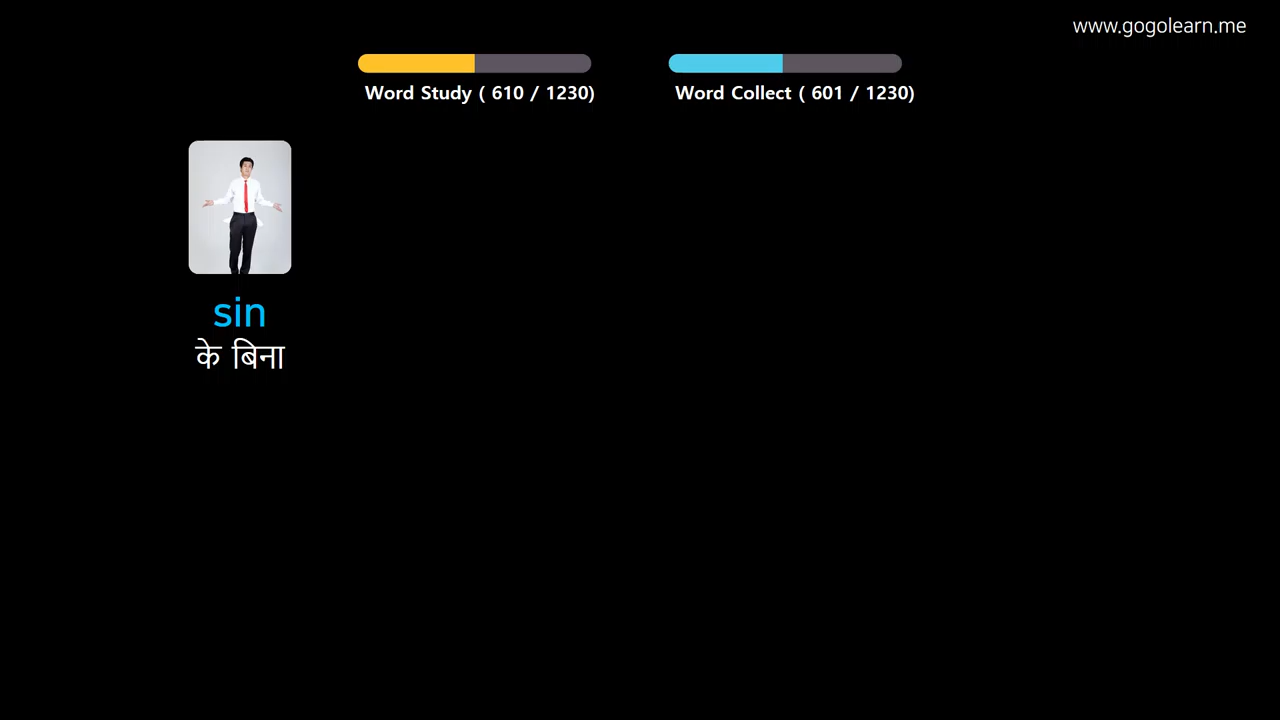 www.gogolearn.me
Word Study ( 610 / 1230)
Word Collect ( 601 / 1230)
sin
के बिना